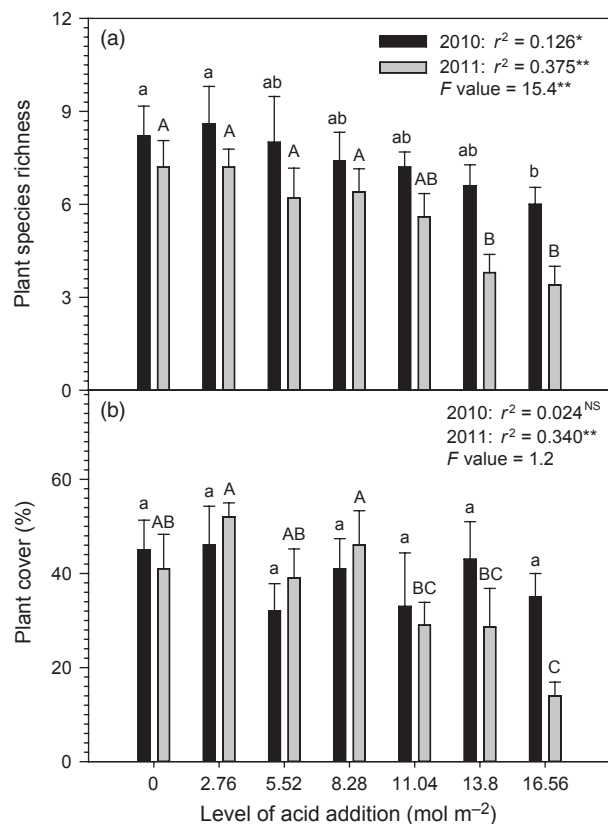 (a)
2010: r² = 0.126*
2011: r² = 0.375**
F value = 15.4**
12
9
6
3
0
Plant species richness
a a ab ab ab ab b
A A A A AB B B
(b)
2010: r² = 0.024ᴺˢ
2011: r² = 0.340**
F value = 1.2
60
40
20
0
Plant cover (%)
a a a a a a a
AB A AB A BC BC C
0 2.76 5.52 8.28 11.04 13.8 16.56
Level of acid addition (mol m⁻²)